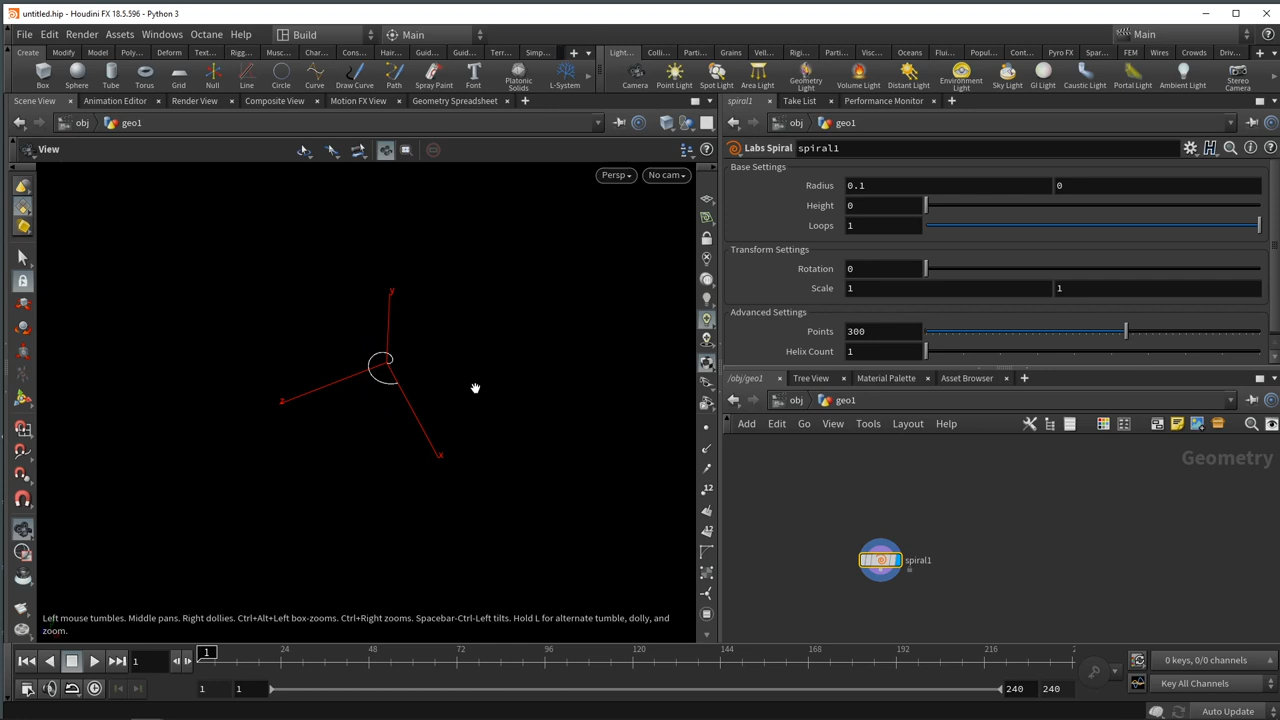 untitled.hip - Houdini FX 18.5.596 - Python 3
File Edit Render Assets Windows Octane Help Build Main Main
Create Modify Model Poly... Deform Text... Rigg... Musc... Char... Cons... Hair... Guid... Guid... Terr... Simp... Light... Colli... Parti... Grains Vell... Rigi... Parti... Visc... Oceans Flui... Popul... Cont... Pyro FX Spar... FEM Wires Crowds Driv...
Box Sphere Tube Torus Grid Null Line Circle Curve Draw Curve Path Spray Paint Font Platonic Solids L-System Camera Point Light Spot Light Area Light Geometry Light Volume Light Distant Light Environment Light Sky Light GI Light Caustic Light Portal Light Ambient Light Stereo Camera
Scene View Animation Editor Render View Composite View Motion FX View Geometry Spreadsheet spiral1 Take List Performance Monitor
obj geo1 obj geo1
View
Labs Spiral spiral1
Base Settings
Persp No cam
Radius 0.1 0
Height 0
Loops 1
Transform Settings
Rotation 0
Scale 1 1
Advanced Settings
Points 300
Helix Count 1
y
z
x
/obj/geo1 Tree View Material Palette Asset Browser
obj geo1
Add Edit Go View Tools Layout Help
Geometry
spiral1
12
12
Left mouse tumbles. Middle pans. Right dollies. Ctrl+Alt+Left box-zooms. Ctrl+Right zooms. Spacebar-Ctrl-Left tilts. Hold L for alternate tumble, dolly, and
zoom.
1 1 24 48 72 96 120 144 168 192 216 2
0 keys, 0/0 channels
1 1 240 240 Key All Channels
Auto Update